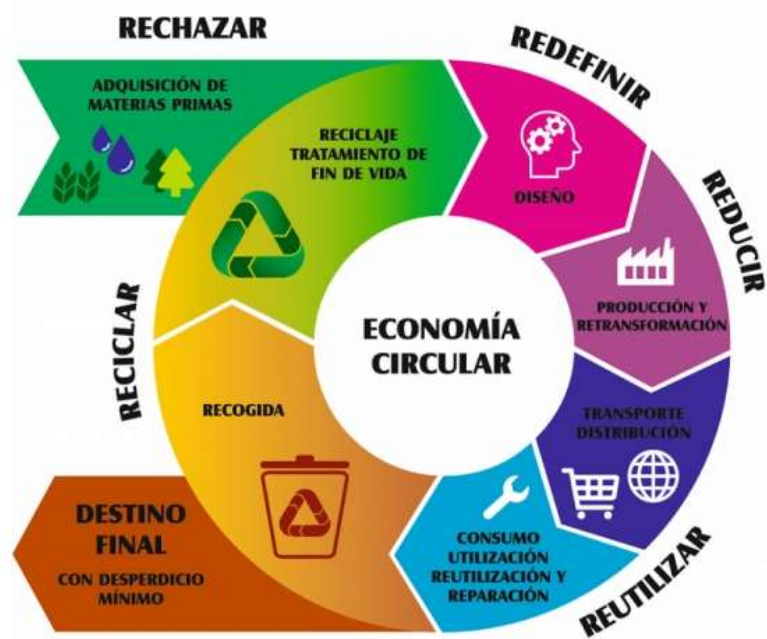 RECHAZAR
REDEFINIR
ADQUISICIÓN DE
MATERIAS PRIMAS
RECICLAJE
TRATAMIENTO DE
FIN DE VIDA
DISEÑO
REDUCIR
PRODUCCIÓN Y
RETRANSFORMACIÓN
ECONOMÍA
CIRCULAR
RECICLAR
RECOGIDA
TRANSPORTE
DISTRIBUCIÓN
DESTINO
FINAL
CON DESPERDICIO
MÍNIMO
CONSUMO
UTILIZACIÓN
REUTILIZACIÓN Y
REPARACIÓN
REUTILIZAR